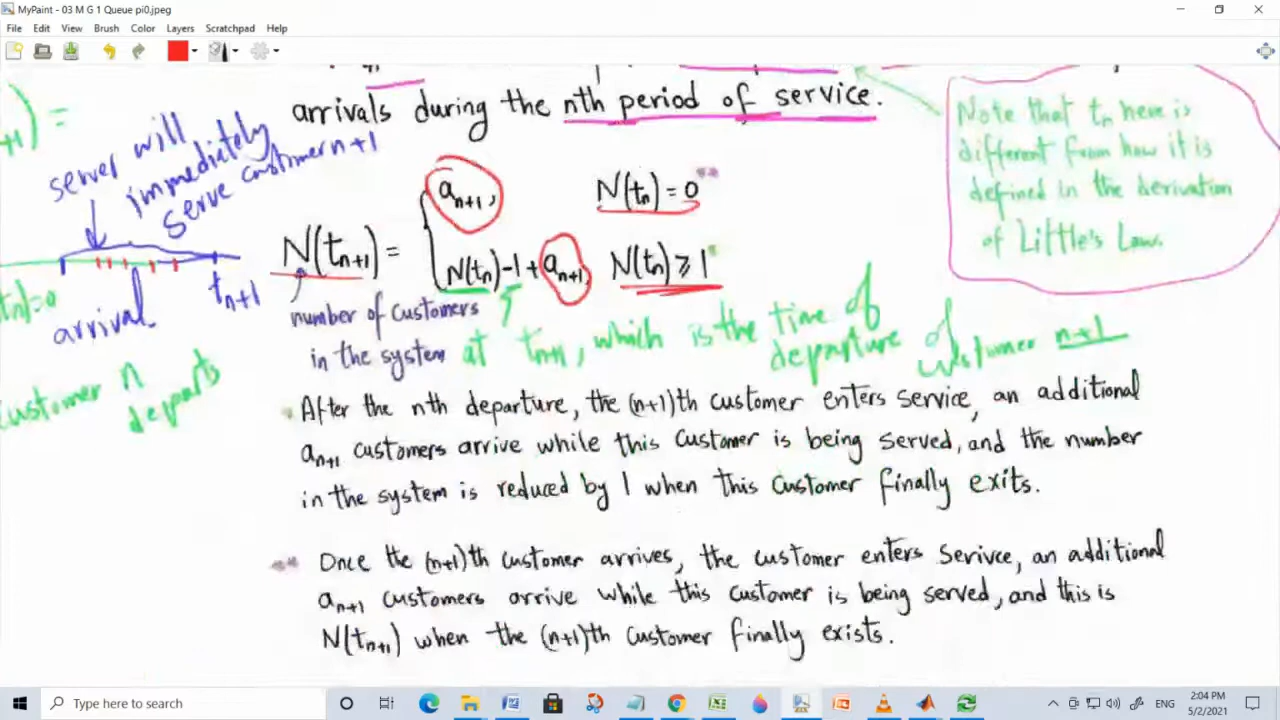 MyPaint - 03 M G 1 Queue pi0.jpeg
File Edit View Brush Color Layers Scratchpad Help
arrivals during the nth period of service.
Note that tn here is
different from how it is
defined in the derivation
of Little's Law.
+1) =
server will
immediately
serve customer n+1
N(tn+1) = { an+1, N(tn) = 0**
N(tn) - 1 + an+1, N(tn) ≥ 1*
tn) = 0
arrival
tn+1
number of customers
in the system at tn+1, which is the time of
departure of
customer n+1
customer n
departs
* After the nth departure, the (n+1)th customer enters service, an additional
an+1 customers arrive while this customer is being served, and the number
in the system is reduced by 1 when this customer finally exits.
** Once the (n+1)th customer arrives, the customer enters Serivce, an additional
an+1 customers arrive while this customer is being served, and this is
N(tn+1) when the (n+1)th customer finally exists.
Type here to search
ENG
2:04 PM
5/2/2021